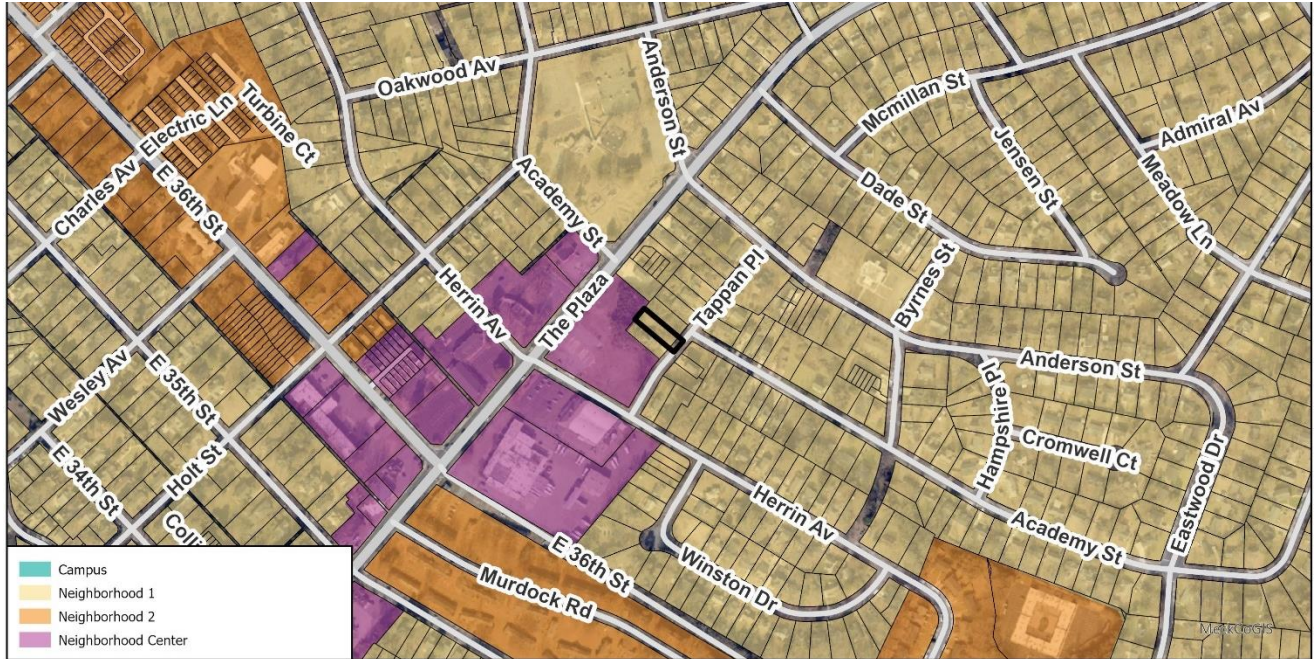 Oakwood Av
Anderson St
Mcmillan St
Admiral Av
Jensen St
Meadow Ln
Turbine Ct
Electric Ln
Charles Av
E 36th St
Academy St
Dade St
Byrnes St
Tappan Pl
Herrin Av
The Plaza
Wesley Av
E 35th St
Holt St
E 34th St
Anderson St
Hampshire Pl
Cromwell Ct
Eastwood Dr
Herrin Av
Academy St
E 36th St
Winston Dr
Murdock Rd
Campus
Neighborhood 1
Neighborhood 2
Neighborhood Center